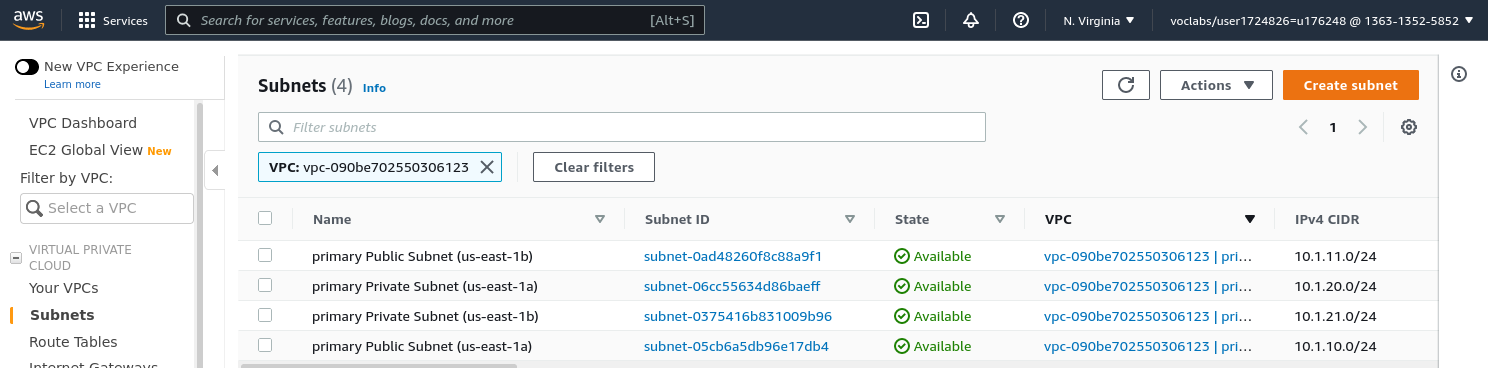 aws Services Search for services, features, blogs, docs, and more [Alt+S] N. Virginia voclabs/user1724826=u176248 @ 1363-1352-5852
New VPC Experience
Learn more
VPC Dashboard
EC2 Global View New
Filter by VPC:
Select a VPC
VIRTUAL PRIVATE
CLOUD
Your VPCs
Subnets
Route Tables
Internet Gateways
Subnets (4) Info Actions Create subnet
Filter subnets 1
VPC: vpc-090be702550306123 Clear filters
Name Subnet ID State VPC IPv4 CIDR
primary Public Subnet (us-east-1b) subnet-0ad48260f8c88a9f1 Available vpc-090be702550306123 | pri... 10.1.11.0/24
primary Private Subnet (us-east-1a) subnet-06cc55634d86baeff Available vpc-090be702550306123 | pri... 10.1.20.0/24
primary Private Subnet (us-east-1b) subnet-0375416b831009b96 Available vpc-090be702550306123 | pri... 10.1.21.0/24
primary Public Subnet (us-east-1a) subnet-05cb6a5db96e17db4 Available vpc-090be702550306123 | pri... 10.1.10.0/24